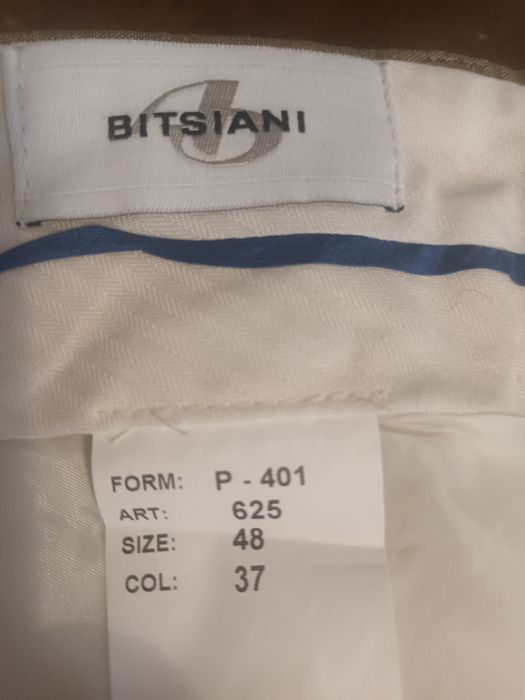 BITSIANI
FORM: P - 401
ART: 625
SIZE: 48
COL: 37